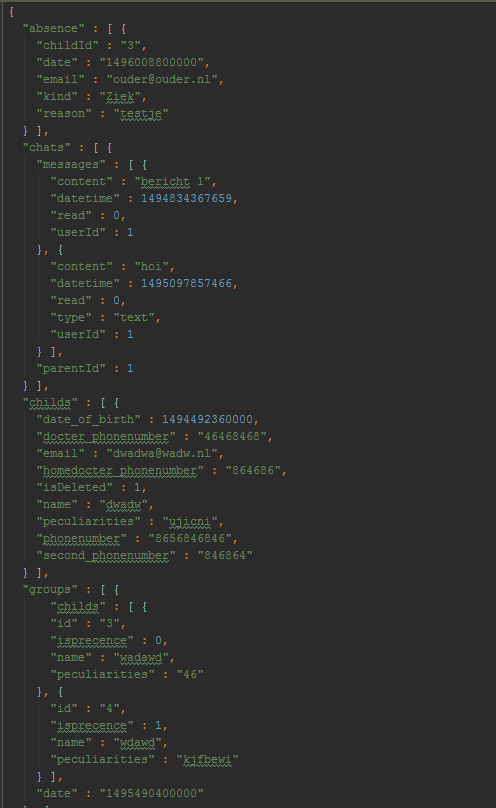 {
"absence" : [ {
"childId" : "3",
"date" : "1496008800000",
"email" : "ouder@ouder.nl",
"kind" : "Ziek",
"reason" : "testje"
} ],
"chats" : [ {
"messages" : [ {
"content" : "bericht 1",
"datetime" : 1494834367659,
"read" : 0,
"userId" : 1
}, {
"content" : "hoi",
"datetime" : 1495097857466,
"read" : 0,
"type" : "text",
"userId" : 1
} ],
"parentId" : 1
} ],
"childs" : [ {
"date_of_birth" : 1494492360000,
"docter_phonenumber" : "46468468",
"email" : "dwadwa@wadw.nl",
"homedocter_phonenumber" : "864686",
"isDeleted" : 1,
"name" : "dwadw",
"peculiarities" : "ujicni",
"phonenumber" : "8656846846",
"second_phonenumber" : "846864"
} ],
"groups" : [ {
"childs" : [ {
"id" : "3",
"isprecence" : 0,
"name" : "wadawd",
"peculiarities" : "46"
}, {
"id" : "4",
"isprecence" : 1,
"name" : "wdawd",
"peculiarities" : "kjfbewi"
} ],
"date" : "1495490400000"
}, {